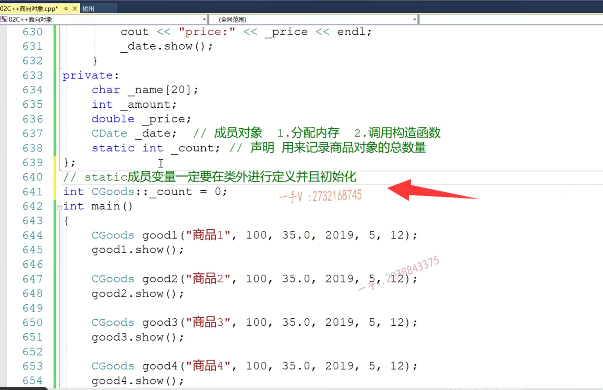 02C++面向对象.cpp* 输出
02C++面向对象 (全局范围)
630 cout << "price:" << _price << endl;
631 _date.show();
632 }
633 private:
634 char _name[20];
635 int _amount;
636 double _price;
637 CDate _date; // 成员对象 1.分配内存 2.调用构造函数
638 static int _count; // 声明 用来记录商品对象的总数量
639 };
640 // static成员变量一定要在类外进行定义并且初始化
641 int CGoods::_count = 0;
642 int main()
643 {
644 CGoods good1("商品1", 100, 35.0, 2019, 5, 12);
645 good1.show();
646
647 CGoods good2("商品2", 100, 35.0, 2019, 5, 12);
648 good2.show();
649
650 CGoods good3("商品3", 100, 35.0, 2019, 5, 12);
651 good3.show();
652
653 CGoods good4("商品4", 100, 35.0, 2019, 5, 12);
654 good4.show();
一手V :2732168745